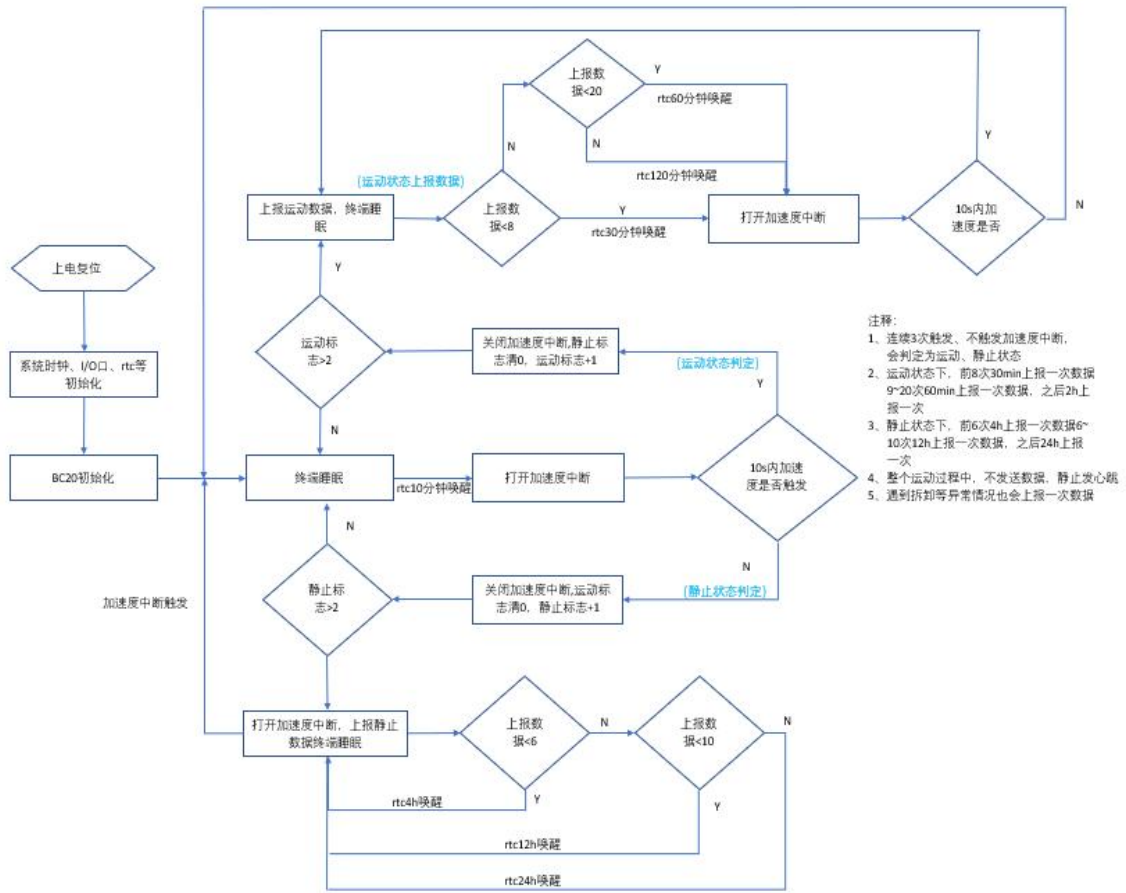 上报数
据<20
Y
rtc60分钟唤醒
N
N
rtc120分钟唤醒
Y
(运动状态上报数据)
上报运动数据，终端睡
眠
上报数
据<8
Y
rtc30分钟唤醒
打开加速度中断
10s内加
速度是否
N
上电复位
Y
系统时钟、I/O口、rtc等
初始化
运动标
志>2
关闭加速度中断,静止标
志清0，运动标志+1
(运动状态判定)
Y
N
BC20初始化
终端睡眠
rtc10分钟唤醒
打开加速度中断
10s内加速
度是否触发
注释：
1、连续3次触发、不触发加速度中断，
会判定为运动、静止状态
2、运动状态下，前8次30min上报一次数据
9~20次60min上报一次数据，之后2h上
报一次
3、静止状态下，前6次4h上报一次数据6~
10次12h上报一次数据，之后24h上报
一次
4、整个运动过程中，不发送数据，静止发心跳
5、遇到拆卸等异常情况也会上报一次数据
N
N
静止标
志>2
关闭加速度中断,运动标
志清0，静止标志+1
(静止状态判定)
加速度中断触发
打开加速度中断，上报静止
数据终端睡眠
上报数
据<6
N
上报数
据<10
N
Y
rtc4h唤醒
Y
rtc12h唤醒
rtc24h唤醒